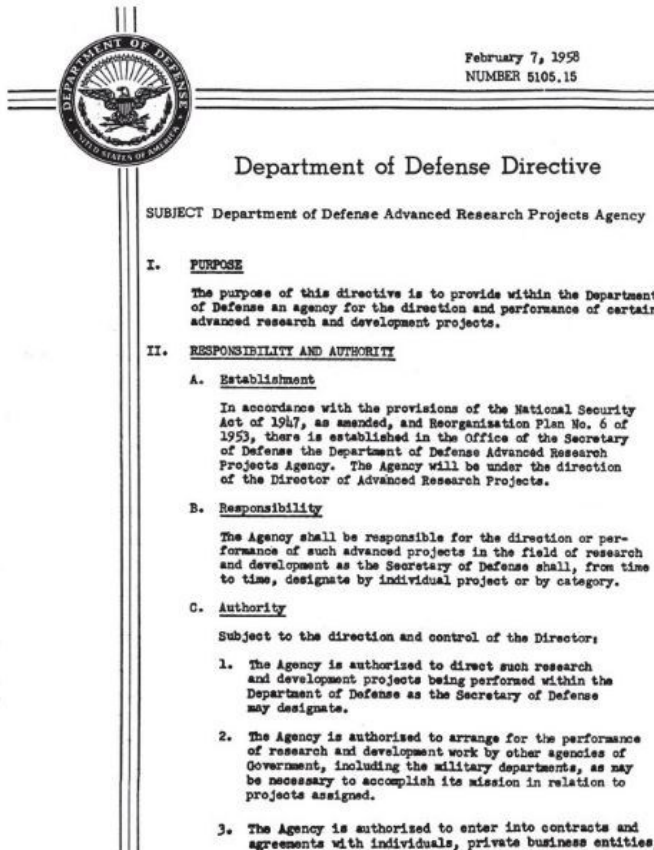 DEPARTMENT OF DEFENSE
UNITED STATES OF AMERICA
February 7, 1958
NUMBER 5105.15
Department of Defense Directive
SUBJECT Department of Defense Advanced Research Projects Agency
I. PURPOSE
The purpose of this directive is to provide within the Department
of Defense an agency for the direction and performance of certain
advanced research and development projects.
II. RESPONSIBILITY AND AUTHORITY
A. Establishment
In accordance with the provisions of the National Security
Act of 1947, as amended, and Reorganization Plan No. 6 of
1953, there is established in the Office of the Secretary
of Defense the Department of Defense Advanced Research
Projects Agency. The Agency will be under the direction
of the Director of Advanced Research Projects.
B. Responsibility
The Agency shall be responsible for the direction or per-
formance of such advanced projects in the field of research
and development as the Secretary of Defense shall, from time
to time, designate by individual project or by category.
C. Authority
Subject to the direction and control of the Director:
1. The Agency is authorized to direct such research
and development projects being performed within the
Department of Defense as the Secretary of Defense
may designate.
2. The Agency is authorized to arrange for the performance
of research and development work by other agencies of
Government, including the military departments, as may
be necessary to accomplish its mission in relation to
projects assigned.
3. The Agency is authorized to enter into contracts and
agreements with individuals, private business entities,